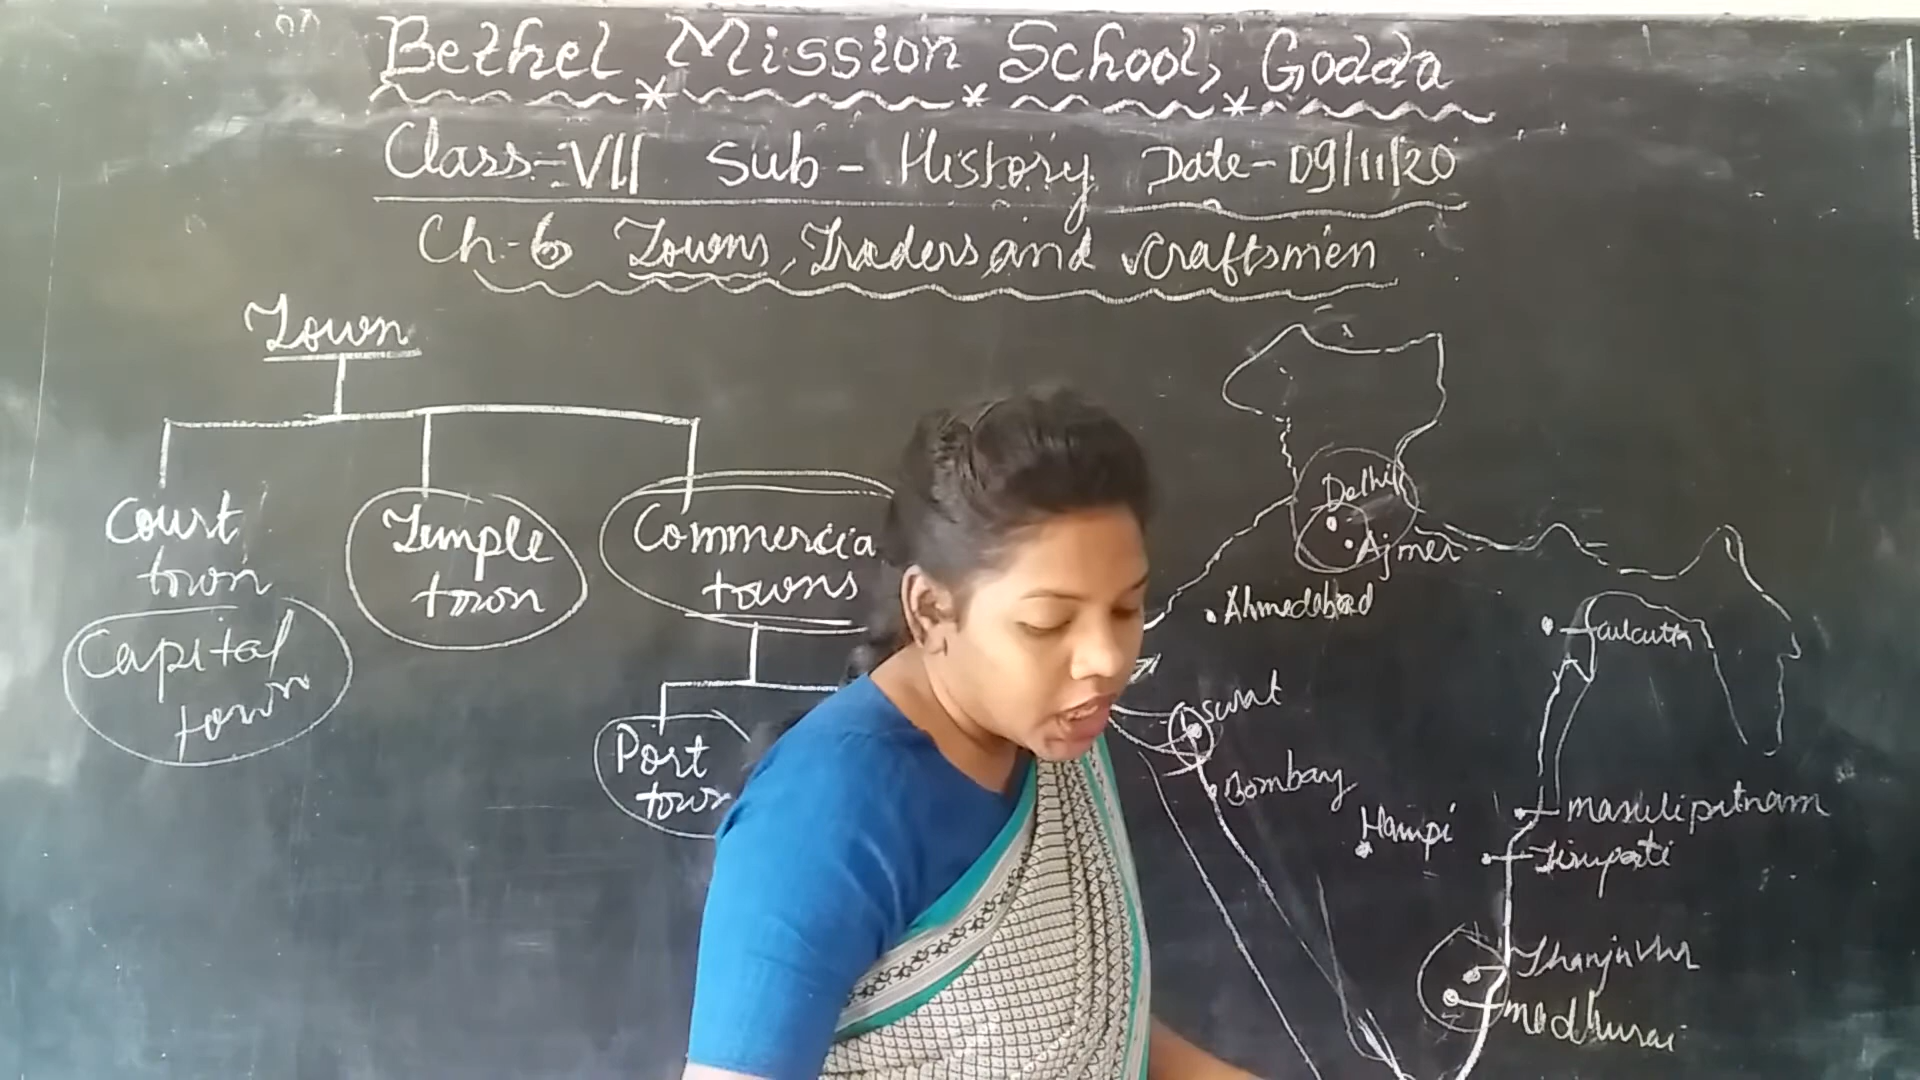 Bethel Mission School, Godda
Class-VII Sub - History Date - 09/11/20
Ch-6 Towns, Traders and Craftsmen
Town
Court
town
Capital
town
Temple
town
Commercia
towns
Port
town
Delhi
Ajmer
Ahmedabad
Calcutta
Surat
Bombay
Hampi
Masulipatnam
Tirupati
Thanjavur
Madhurai